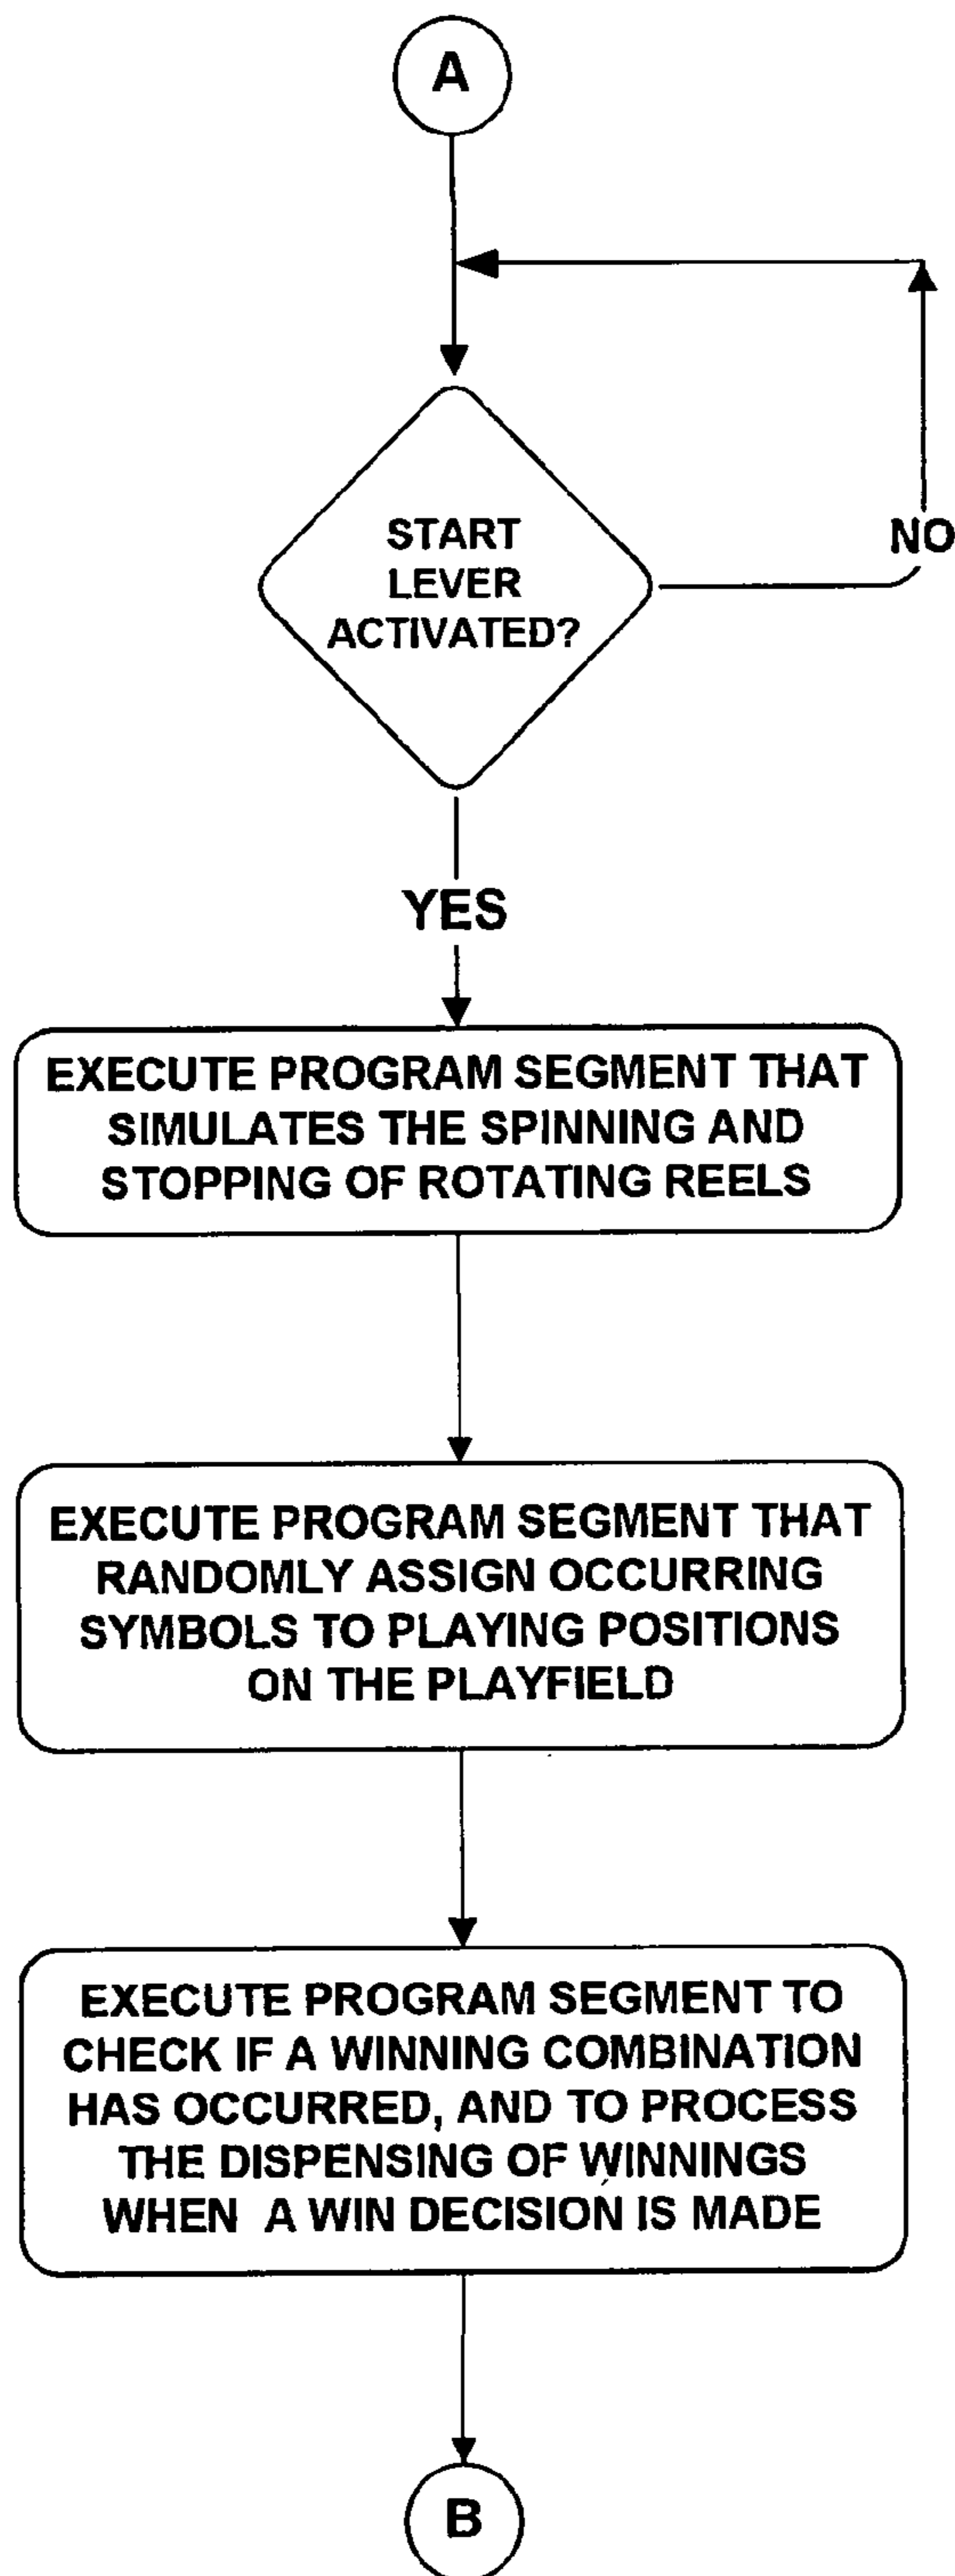 A
START
LEVER
ACTIVATED?
NO
YES
EXECUTE PROGRAM SEGMENT THAT
SIMULATES THE SPINNING AND
STOPPING OF ROTATING REELS
EXECUTE PROGRAM SEGMENT THAT
RANDOMLY ASSIGN OCCURRING
SYMBOLS TO PLAYING POSITIONS
ON THE PLAYFIELD
EXECUTE PROGRAM SEGMENT TO
CHECK IF A WINNING COMBINATION
HAS OCCURRED, AND TO PROCESS
THE DISPENSING OF WINNINGS
WHEN A WIN DECISION IS MADE
B